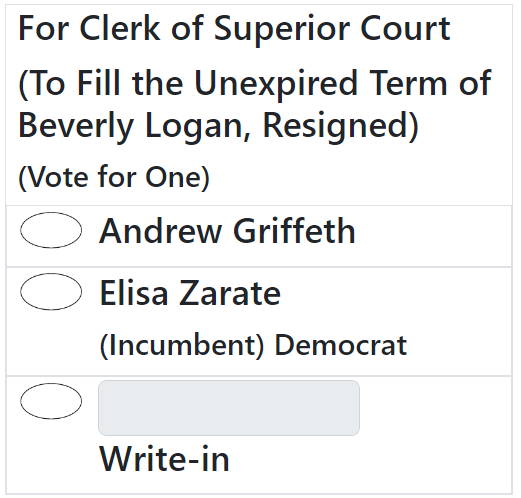 For Clerk of Superior Court
(To Fill the Unexpired Term of
Beverly Logan, Resigned)
(Vote for One)
Andrew Griffeth
Elisa Zarate
(Incumbent) Democrat
Write-in